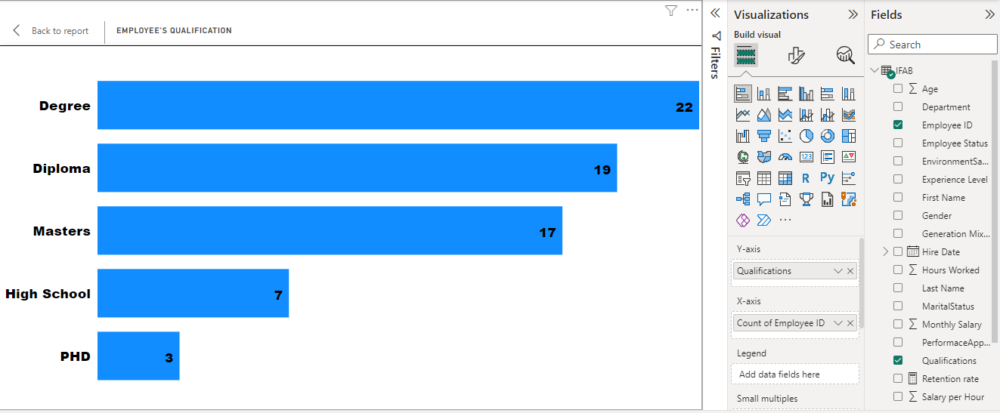 Back to report
EMPLOYEE'S QUALIFICATION
Degree
22
Diploma
19
Masters
17
High School
7
PHD
3
Filters
Visualizations
Build visual
123
R
Py
Y-axis
Qualifications
X-axis
Count of Employee ID
Legend
Add data fields here
Small multiples
Fields
Search
IFAB
Age
Department
Employee ID
Employee Status
EnvironmentSa...
Experience Level
First Name
Gender
Generation Mix...
Hire Date
Hours Worked
Last Name
MaritalStatus
Monthly Salary
PerformaceApp...
Qualifications
Retention rate
Salary per Hour